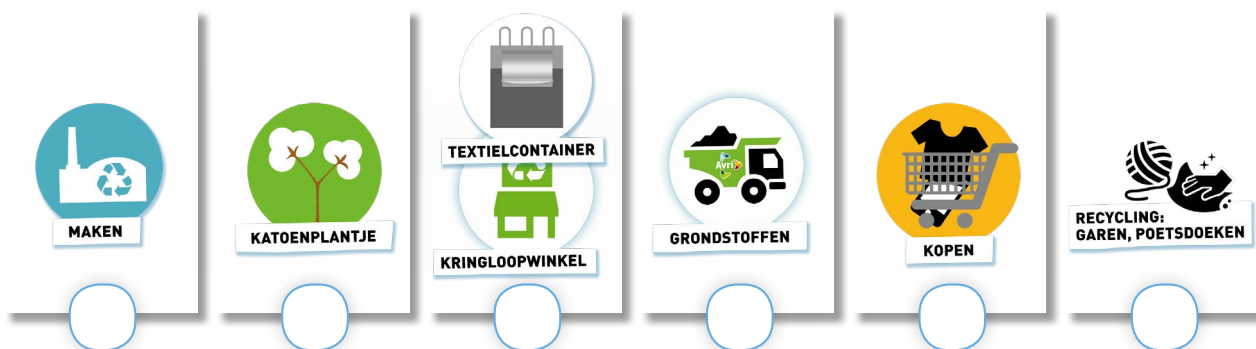 MAKEN
KATOENPLANTJE
TEXTIELCONTAINER
KRINGLOOPWINKEL
Avri
GRONDSTOFFEN
KOPEN
RECYCLING:
GAREN, POETSDOEKEN